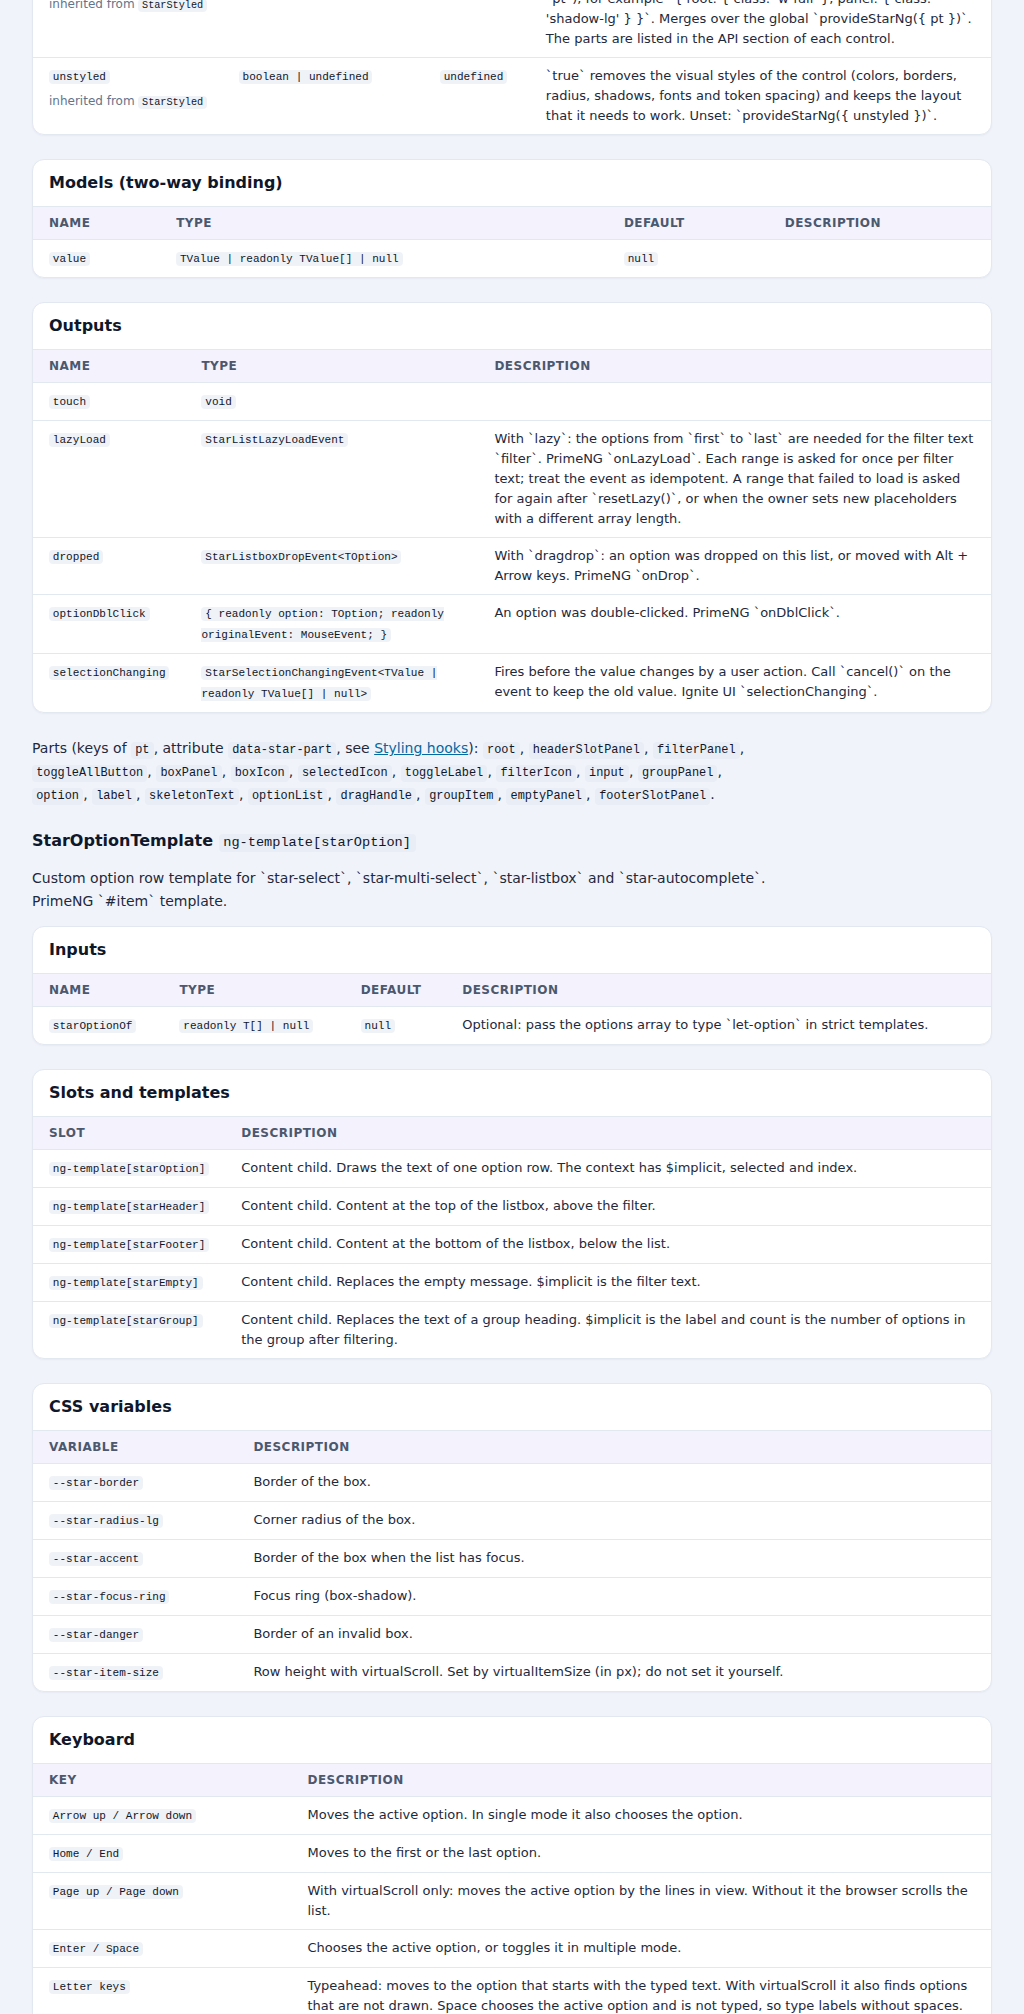 inherited from StarStyled
`pt`), for example `{ root: { class: 'w-full' }, panel: { class:
'shadow-lg' } }`. Merges over the global `provideStarNg({ pt })`.
The parts are listed in the API section of each control.
unstyled boolean | undefined undefined `true` removes the visual styles of the control (colors, borders,
inherited from StarStyled radius, shadows, fonts and token spacing) and keeps the layout
that it needs to work. Unset: `provideStarNg({ unstyled })`.
Models (two-way binding)
NAME TYPE DEFAULT DESCRIPTION
value TValue | readonly TValue[] | null null
Outputs
NAME TYPE DESCRIPTION
touch void
lazyLoad StarListLazyLoadEvent With `lazy`: the options from `first` to `last` are needed for the filter text
`filter`. PrimeNG `onLazyLoad`. Each range is asked for once per filter
text; treat the event as idempotent. A range that failed to load is asked
for again after `resetLazy()`, or when the owner sets new placeholders
with a different array length.
dropped StarListboxDropEvent<TOption> With `dragdrop`: an option was dropped on this list, or moved with Alt +
Arrow keys. PrimeNG `onDrop`.
optionDblClick { readonly option: TOption; readonly An option was double-clicked. PrimeNG `onDblClick`.
originalEvent: MouseEvent; }
selectionChanging StarSelectionChangingEvent<TValue | Fires before the value changes by a user action. Call `cancel()` on the
readonly TValue[] | null> event to keep the old value. Ignite UI `selectionChanging`.
Parts (keys of pt, attribute data-star-part, see Styling hooks): root, headerSlotPanel, filterPanel,
toggleAllButton, boxPanel, boxIcon, selectedIcon, toggleLabel, filterIcon, input, groupPanel,
option, label, skeletonText, optionList, dragHandle, groupItem, emptyPanel, footerSlotPanel.
StarOptionTemplate ng-template[starOption]
Custom option row template for `star-select`, `star-multi-select`, `star-listbox` and `star-autocomplete`.
PrimeNG `#item` template.
Inputs
NAME TYPE DEFAULT DESCRIPTION
starOptionOf readonly T[] | null null Optional: pass the options array to type `let-option` in strict templates.
Slots and templates
SLOT DESCRIPTION
ng-template[starOption] Content child. Draws the text of one option row. The context has $implicit, selected and index.
ng-template[starHeader] Content child. Content at the top of the listbox, above the filter.
ng-template[starFooter] Content child. Content at the bottom of the listbox, below the list.
ng-template[starEmpty] Content child. Replaces the empty message. $implicit is the filter text.
ng-template[starGroup] Content child. Replaces the text of a group heading. $implicit is the label and count is the number of options in
the group after filtering.
CSS variables
VARIABLE DESCRIPTION
--star-border Border of the box.
--star-radius-lg Corner radius of the box.
--star-accent Border of the box when the list has focus.
--star-focus-ring Focus ring (box-shadow).
--star-danger Border of an invalid box.
--star-item-size Row height with virtualScroll. Set by virtualItemSize (in px); do not set it yourself.
Keyboard
KEY DESCRIPTION
Arrow up / Arrow down Moves the active option. In single mode it also chooses the option.
Home / End Moves to the first or the last option.
Page up / Page down With virtualScroll only: moves the active option by the lines in view. Without it the browser scrolls the
list.
Enter / Space Chooses the active option, or toggles it in multiple mode.
Letter keys Typeahead: moves to the option that starts with the typed text. With virtualScroll it also finds options
that are not drawn. Space chooses the active option and is not typed, so type labels without spaces.